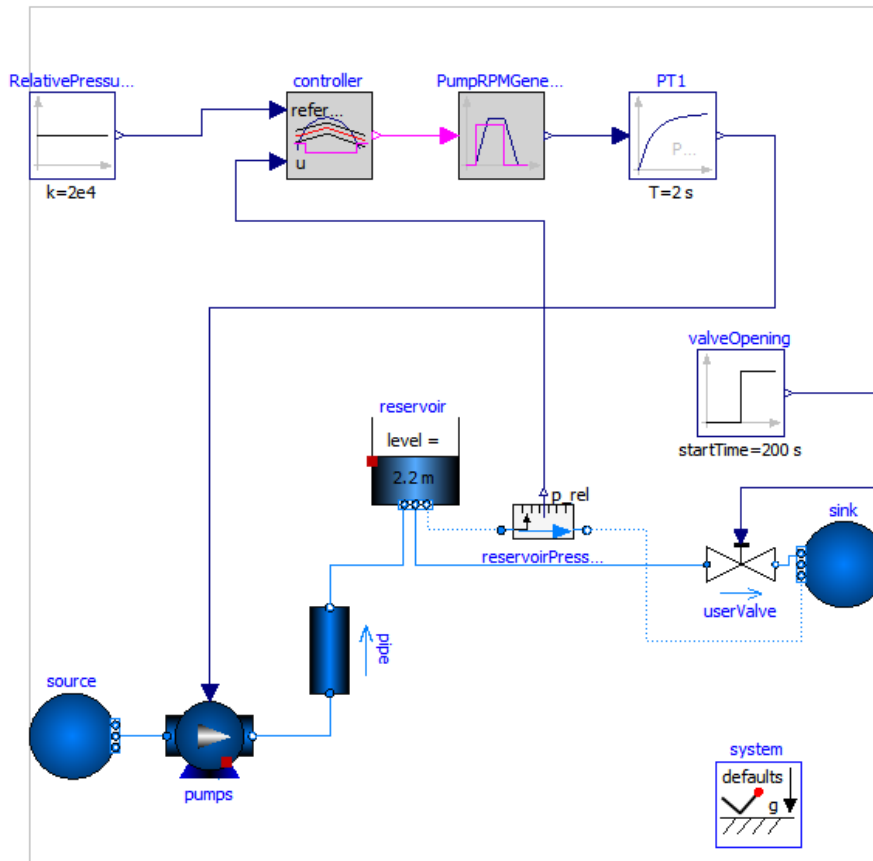 RelativePressu...
controller
PumpRPMGene...
PT1
refer...
u
P...
k=2e4
T=2 s
valveOpening
startTime=200 s
reservoir
level =
2.2 m
p_rel
reservoirPress...
sink
userValve
pipe
source
pumps
system
defaults
g